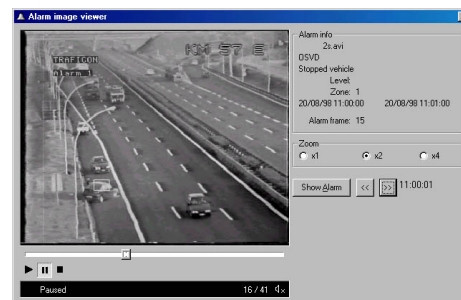 Alarm image viewer
TRAFICON
Alarm 1
KM 57 E
Alarm info
2s.avi
OSVD
Stopped vehicle
Level:
Zone: 1
20/08/98 11:00:00 20/08/98 11:01:00
Alarm frame: 15
Zoom
x1 x2 x4
Show Alarm << >> 11:00:01
Paused 16 / 41